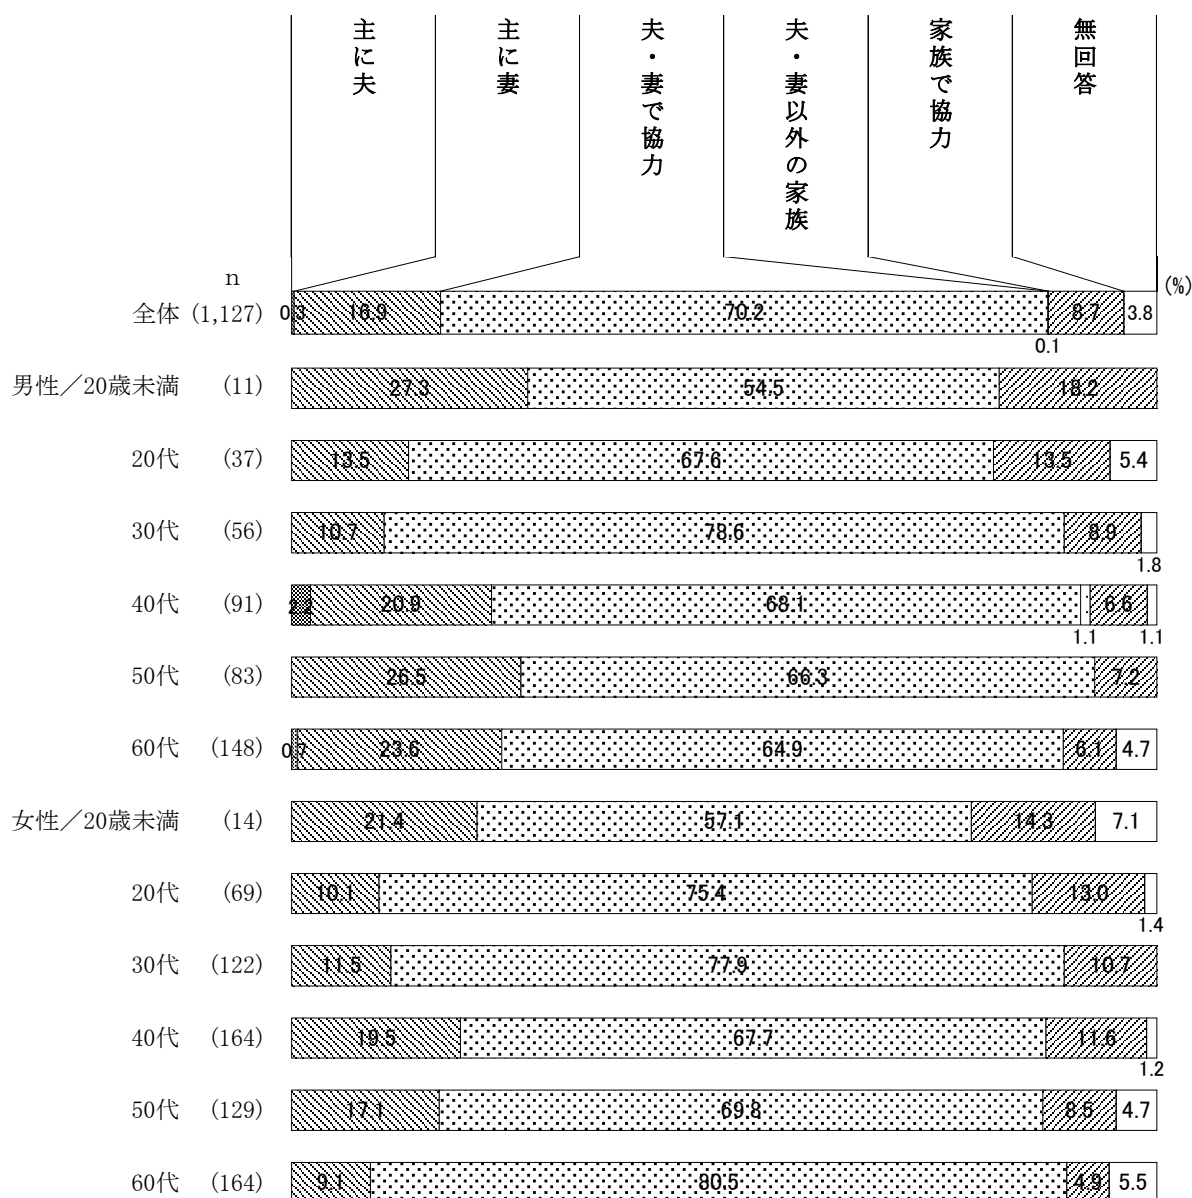 主に夫
主に妻
夫・妻で協力
夫・妻以外の家族
家族で協力
無回答
n
(%)
全体 (1,127) 0.3 16.9 70.2 8.7 3.8
0.1
男性／20歳未満 (11) 27.3 54.5 18.2
20代 (37) 13.5 67.6 13.5 5.4
30代 (56) 10.7 78.6 8.9
1.8
40代 (91) 2.2 20.9 68.1 6.6
1.1 1.1
50代 (83) 26.5 66.3 7.2
60代 (148) 0.7 23.6 64.9 6.1 4.7
女性／20歳未満 (14) 21.4 57.1 14.3 7.1
20代 (69) 10.1 75.4 13.0
1.4
30代 (122) 11.5 77.9 10.7
40代 (164) 19.5 67.7 11.6
1.2
50代 (129) 17.1 69.8 8.5 4.7
60代 (164) 9.1 80.5 4.9 5.5